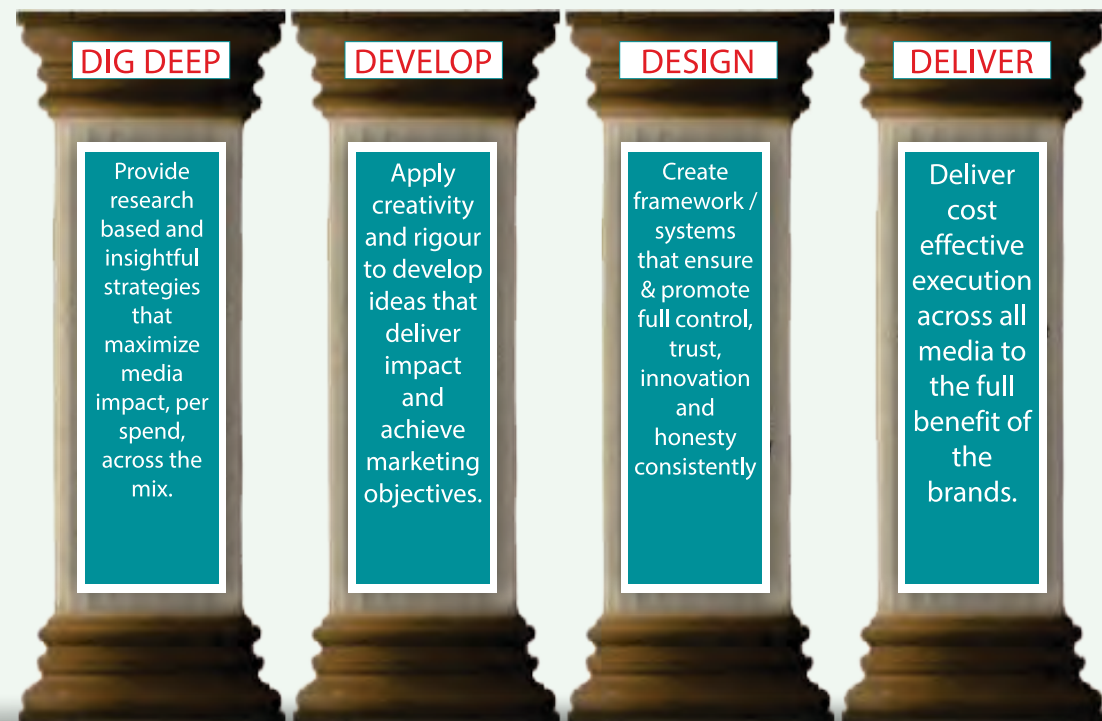 DIG DEEP
Provide
research
based and
insightful
strategies
that
maximize
media
impact, per
spend,
across the
mix.
DEVELOP
Apply
creativity
and rigour
to develop
ideas that
deliver
impact
and
achieve
marketing
objectives.
DESIGN
Create
framework /
systems
that ensure
& promote
full control,
trust,
innovation
and
honesty
consistently
DELIVER
Deliver
cost
effective
execution
across all
media to
the full
benefit of
the
brands.